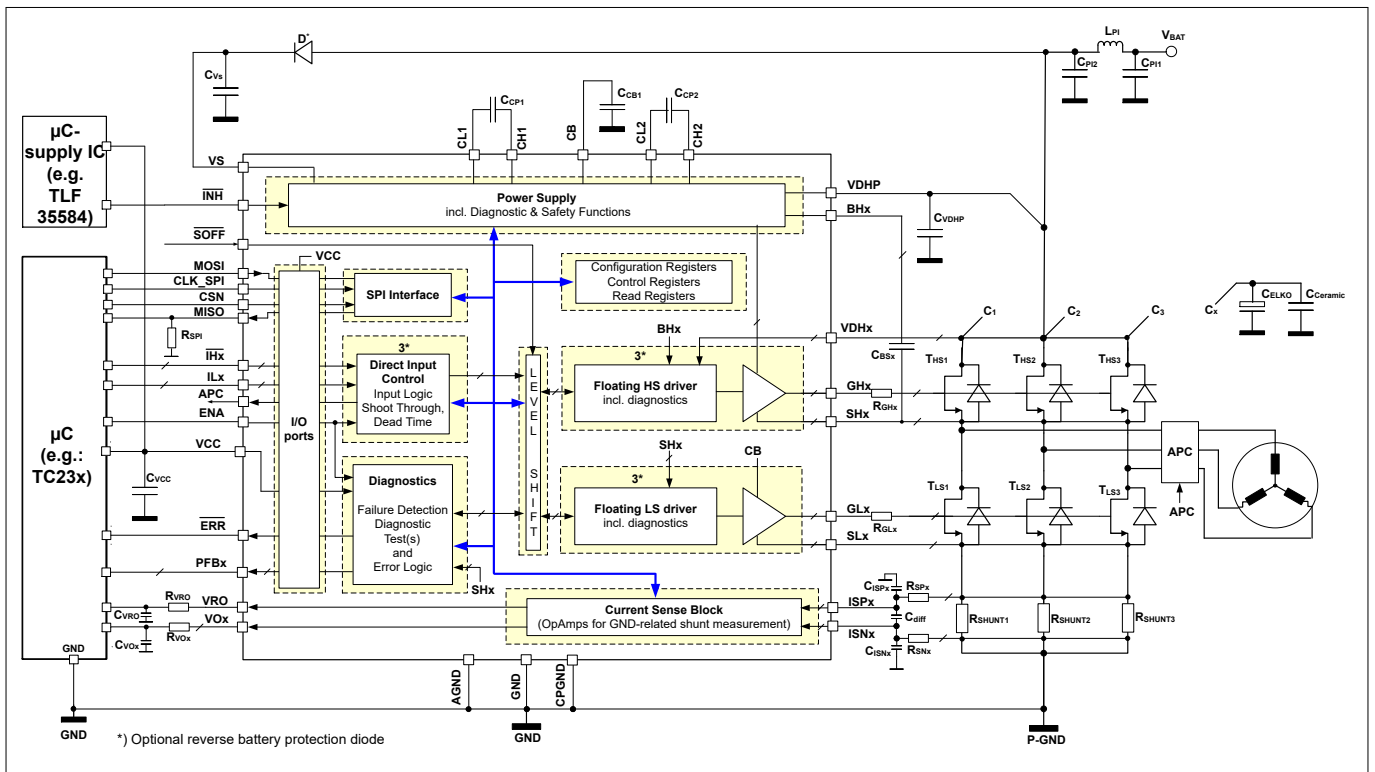 D*
LPI
VBAT
CPI2
CPI1
CVs
CCP1
CCB1
CCP2
CL1
CH1
CB
CL2
CH2
µC-
supply IC
(e.g.
TLF
35584)
VS
INH
SOFF
Power Supply
incl. Diagnostic & Safety Functions
VDHP
BHx
CVDHP
µC
(e.g.:
TC23x)
MOSI
CLK_SPI
CSN
MISO
RSPI
IHx
ILx
APC
ENA
VCC
CVCC
ERR
PFBx
RVRO
VRO
CVRO
RVOx
VOx
CVOx
GND
VCC
I/O
ports
SPI Interface
Configuration Registers
Control Registers
Read Registers
3*
Direct Input
Control
Input Logic
Shoot Through,
Dead Time
Diagnostics
Failure Detection
Diagnostic
Test(s)
and
Error Logic
SHx
LEVEL SHIFT
BHx
3*
Floating HS driver
incl. diagnostics
SHx
CB
3*
Floating LS driver
incl. diagnostics
Current Sense Block
(OpAmps for GND-related shunt measurement)
VDHx
CBSx
GHx
RGHx
SHx
GLx
RGLx
SLx
ISPx
ISNx
CISPx
RSPx
Cdiff
CISNx
RSNx
C1
C2
C3
Cx
CELKO
CCeramic
THS1
THS2
THS3
TLS1
TLS2
TLS3
APC
APC
RSHUNT1
RSHUNT2
RSHUNT3
AGND
GND
CPGND
GND
GND
P-GND
*) Optional reverse battery protection diode